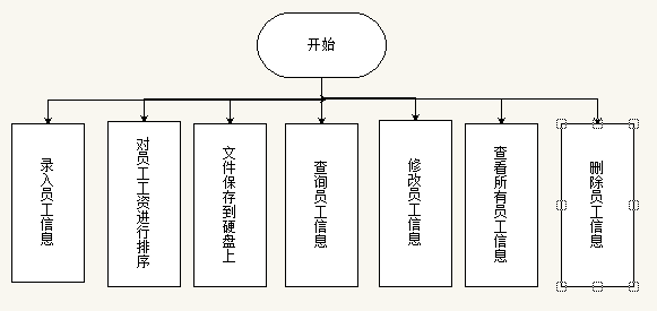 开始
录入员工信息
对员工工资进行排序
文件保存到硬盘上
查询员工信息
修改员工信息
查看所有员工信息
删除员工信息